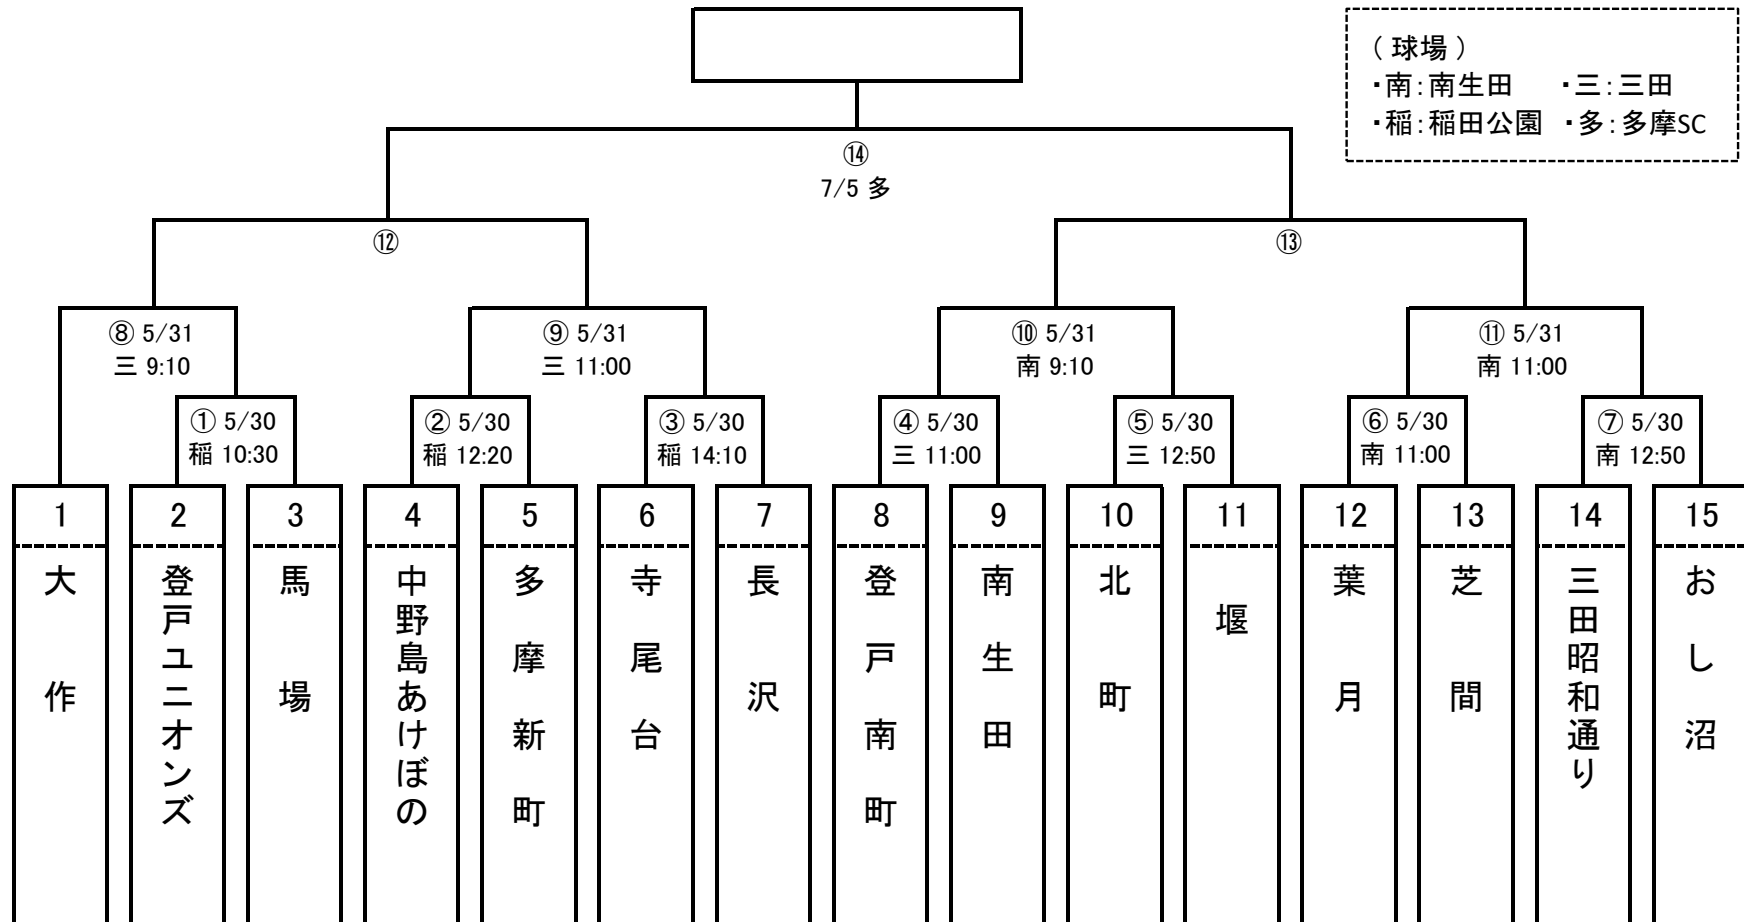 （ 球場 ）
・南：南生田　・三：三田
・稲：稲田公園　・多：多摩SC
⑭
7/5 多
⑫
⑬
⑧ 5/31
三 9:10
⑨ 5/31
三 11:00
⑩ 5/31
南 9:10
⑪ 5/31
南 11:00
① 5/30
稲 10:30
② 5/30
稲 12:20
③ 5/30
稲 14:10
④ 5/30
三 11:00
⑤ 5/30
三 12:50
⑥ 5/30
南 11:00
⑦ 5/30
南 12:50
1
大作
2
登戸ユニオンズ
3
馬場
4
中野島あけぼの
5
多摩新町
6
寺尾台
7
長沢
8
登戸南町
9
南生田
10
北町
11
堰
12
葉月
13
芝間
14
三田昭和通り
15
おし沼